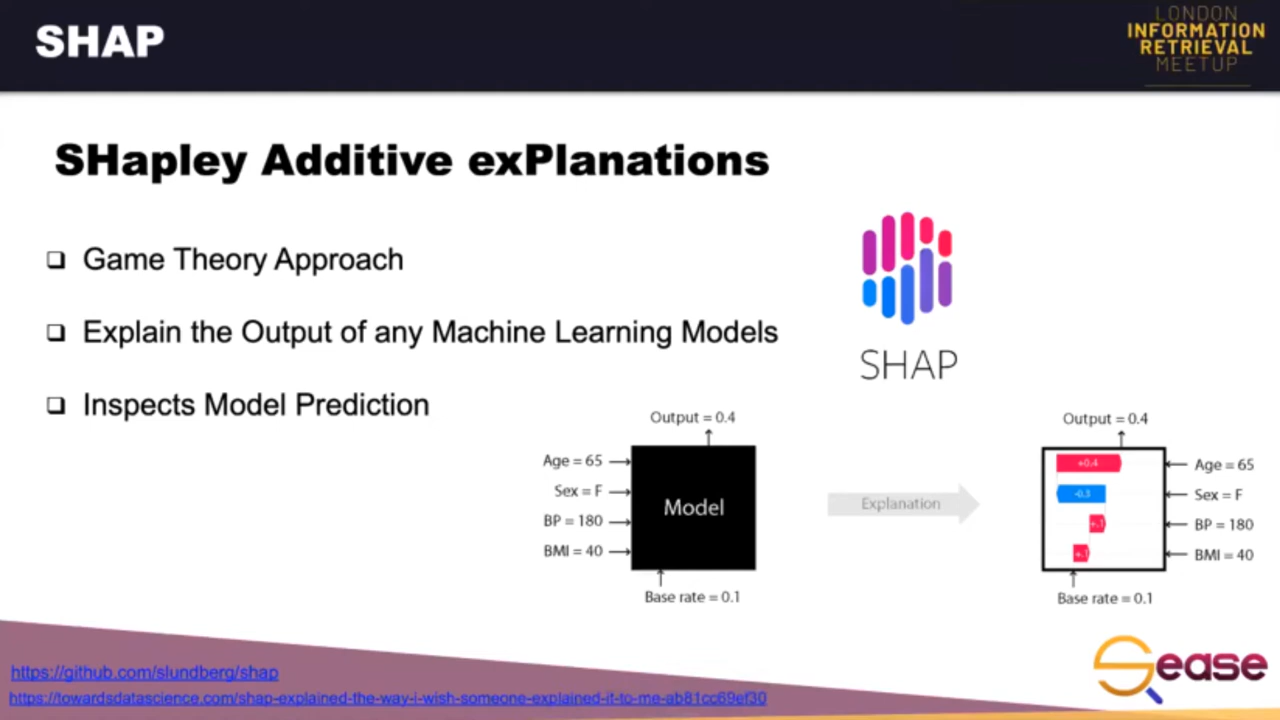 SHAP
LONDON
INFORMATION
RETRIEVAL
MEETUP
SHapley Additive exPlanations
Game Theory Approach
Explain the Output of any Machine Learning Models
Inspects Model Prediction
SHAP
Output = 0.4
Age = 65
Sex = F
BP = 180
BMI = 40
Model
Base rate = 0.1
Explanation
Output = 0.4
+0.4
-0.3
+.1
+.1
Age = 65
Sex = F
BP = 180
BMI = 40
Base rate = 0.1
https://github.com/slundberg/shap
https://towardsdatascience.com/shap-explained-the-way-i-wish-someone-explained-it-to-me-ab81cc69ef30
Sease